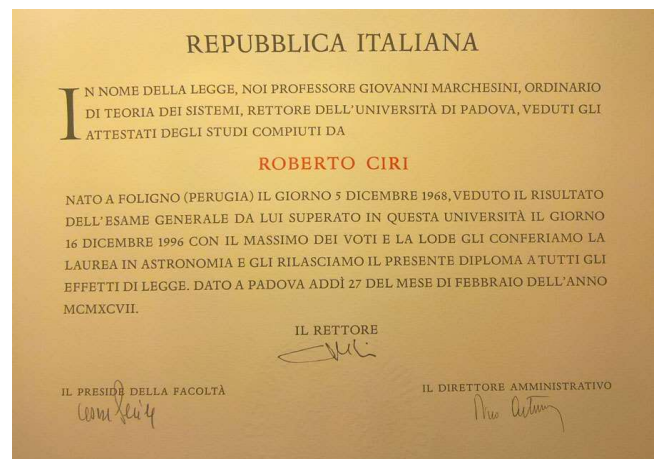 REPUBBLICA ITALIANA
IN NOME DELLA LEGGE, NOI PROFESSORE GIOVANNI MARCHESINI, ORDINARIO
DI TEORIA DEI SISTEMI, RETTORE DELL'UNIVERSITÀ DI PADOVA, VEDUTI GLI
ATTESTATI DEGLI STUDI COMPIUTI DA
ROBERTO CIRI
NATO A FOLIGNO (PERUGIA) IL GIORNO 5 DICEMBRE 1968, VEDUTO IL RISULTATO
DELL'ESAME GENERALE DA LUI SUPERATO IN QUESTA UNIVERSITÀ IL GIORNO
16 DICEMBRE 1996 CON IL MASSIMO DEI VOTI E LA LODE GLI CONFERIAMO LA
LAUREA IN ASTRONOMIA E GLI RILASCIAMO IL PRESENTE DIPLOMA A TUTTI GLI
EFFETTI DI LEGGE. DATO A PADOVA ADDÌ 27 DEL MESE DI FEBBRAIO DELL'ANNO
MCMXCVII.
IL RETTORE
IL PRESIDE DELLA FACOLTÀ
IL DIRETTORE AMMINISTRATIVO